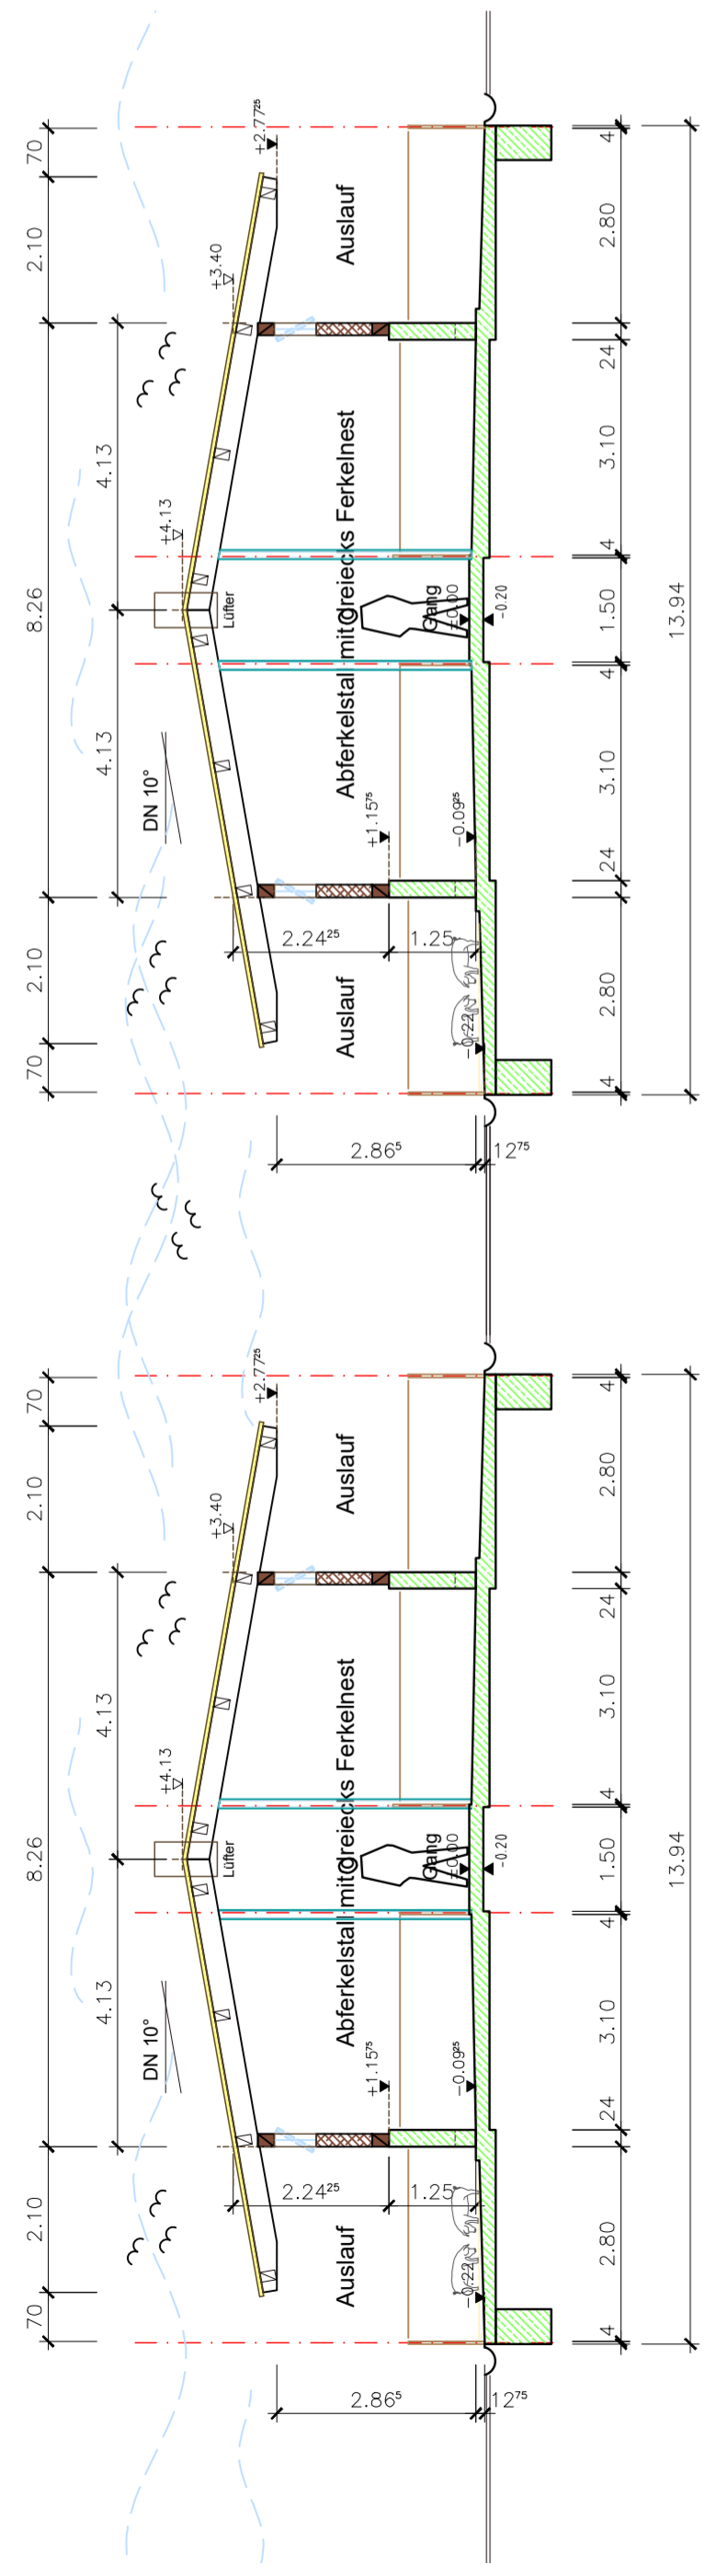 70 2.10 8.26 2.10 70 70 2.10 8.26 2.10 70
4.13 4.13 4.13 4.13
DN 10° +4.13 DN 10° +4.13
+3.40 +3.40
Lüfter Lüfter
+2.77²⁵ +2.77²⁵
2.24²⁵ 2.24²⁵
Auslauf Abferkelstall mit dreiecks Ferkelnest Auslauf Auslauf Abferkelstall mit dreiecks Ferkelnest Auslauf
2.86⁵ +1.15⁷⁵ 2.86⁵ +1.15⁷⁵
1.25 Gang 1.25 Gang
±0.00 ±0.00
-0.22 -0.09²⁵ -0.22 -0.09²⁵
12⁷⁵ -0.20 12⁷⁵ -0.20
4 2.80 24 3.10 4 1.50 4 3.10 24 2.80 4 4 2.80 24 3.10 4 1.50 4 3.10 24 2.80 4
13.94 13.94